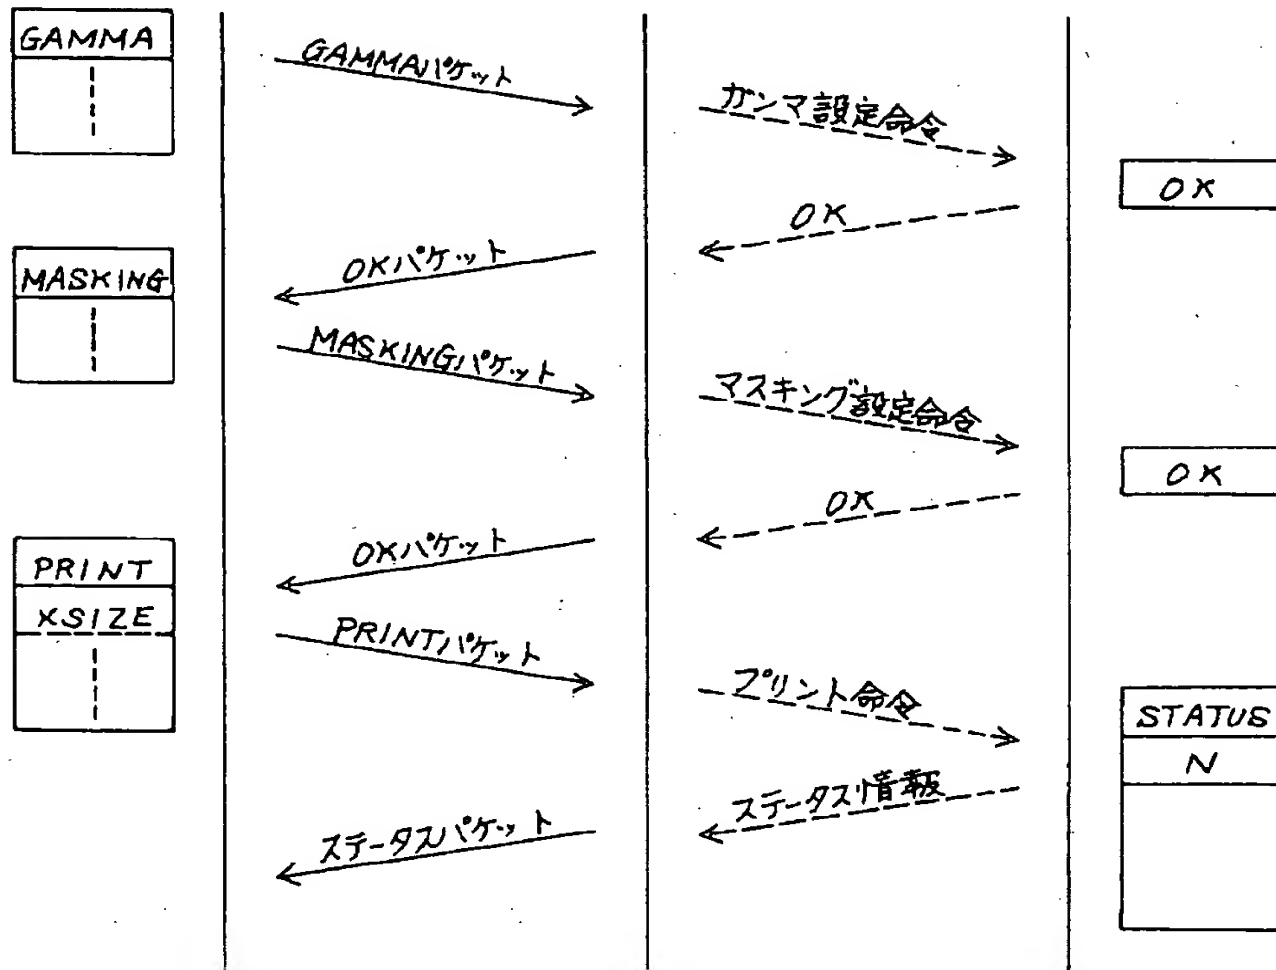 GAMMA
GAMMAパケット
ガンマ設定命令
OK
OK
OKパケット
MASKING
MASKINGパケット
マスキング設定命令
OK
OK
OKパケット
PRINT
XSIZE
PRINTパケット
プリント命令
STATUS
N
ステータス情報
ステータスパケット